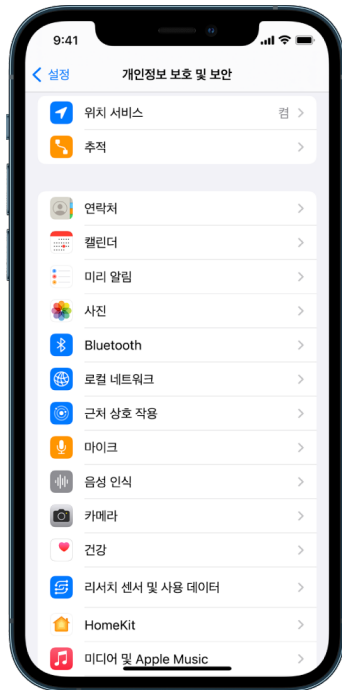 9:41
설정
개인정보 보호 및 보안
위치 서비스 켬
추적
연락처
캘린더
미리 알림
사진
Bluetooth
로컬 네트워크
근처 상호 작용
마이크
음성 인식
카메라
건강
리서치 센서 및 사용 데이터
HomeKit
미디어 및 Apple Music